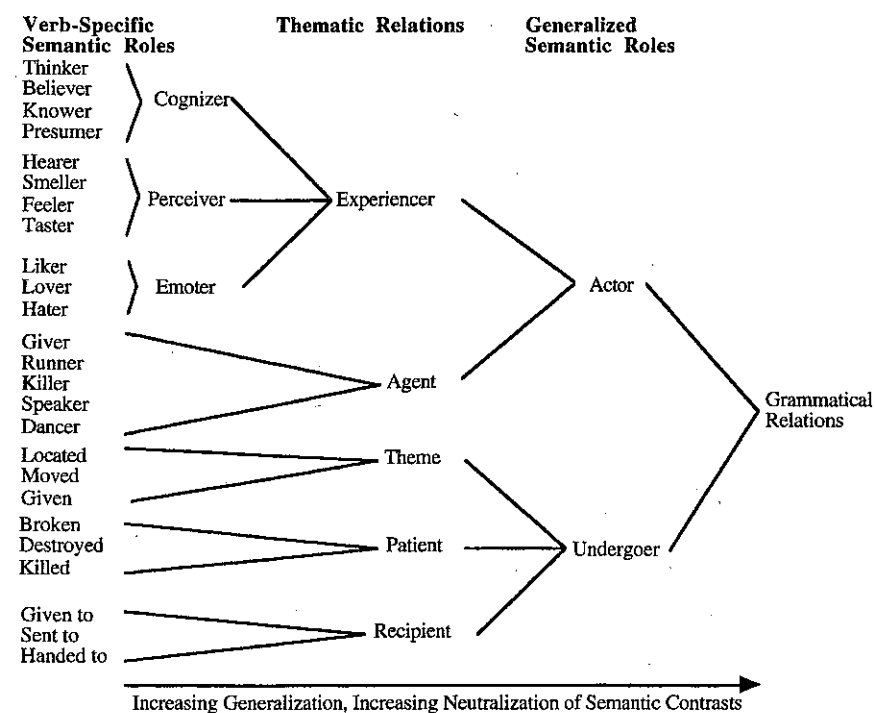 Verb-Specific
Semantic Roles
Thematic Relations
Generalized
Semantic Roles
Thinker
Believer
Knower
Presumer
Cognizer
Hearer
Smeller
Feeler
Taster
Perceiver
Experiencer
Liker
Lover
Hater
Emoter
Actor
Giver
Runner
Killer
Speaker
Dancer
Agent
Grammatical
Relations
Located
Moved
Given
Theme
Broken
Destroyed
Killed
Patient
Undergoer
Given to
Sent to
Handed to
Recipient
Increasing Generalization, Increasing Neutralization of Semantic Contrasts